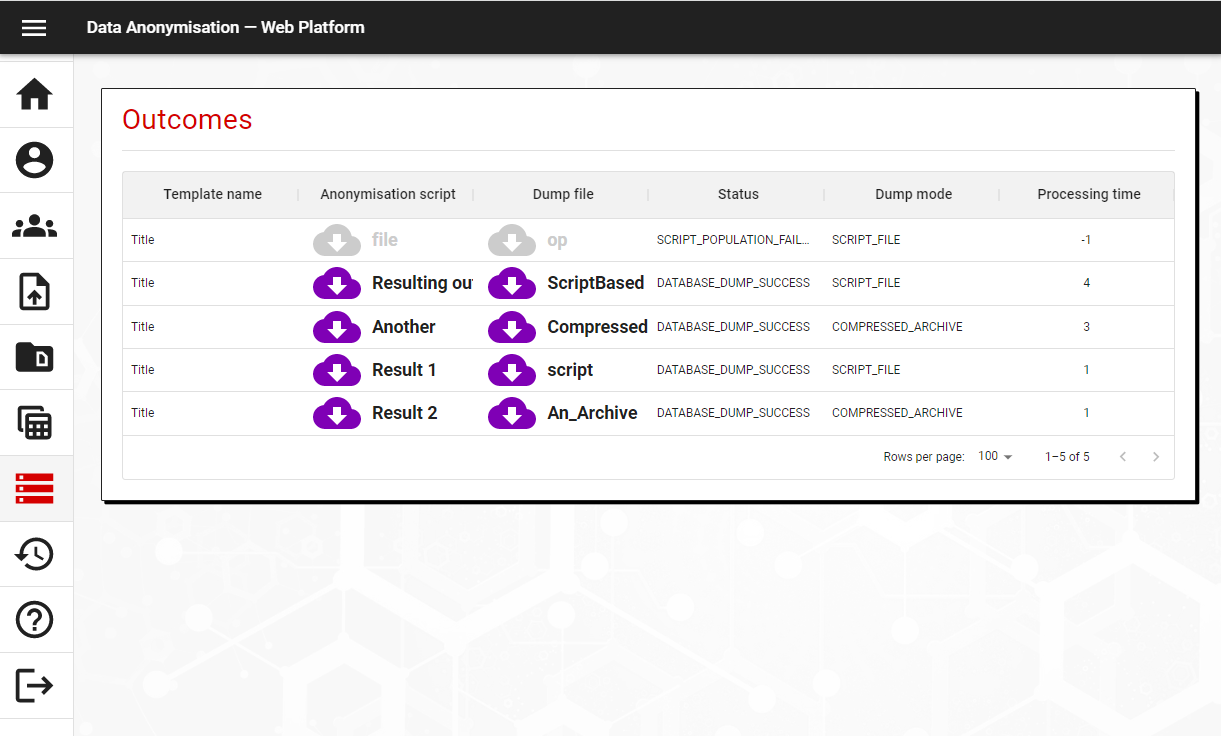 Data Anonymisation — Web Platform
Outcomes
Template name Anonymisation script Dump file Status Dump mode Processing time
Title file op SCRIPT_POPULATION_FAIL... SCRIPT_FILE -1
Title Resulting ou ScriptBased DATABASE_DUMP_SUCCESS SCRIPT_FILE 4
Title Another Compressed DATABASE_DUMP_SUCCESS COMPRESSED_ARCHIVE 3
Title Result 1 script DATABASE_DUMP_SUCCESS SCRIPT_FILE 1
Title Result 2 An_Archive DATABASE_DUMP_SUCCESS COMPRESSED_ARCHIVE 1
Rows per page: 100 1–5 of 5